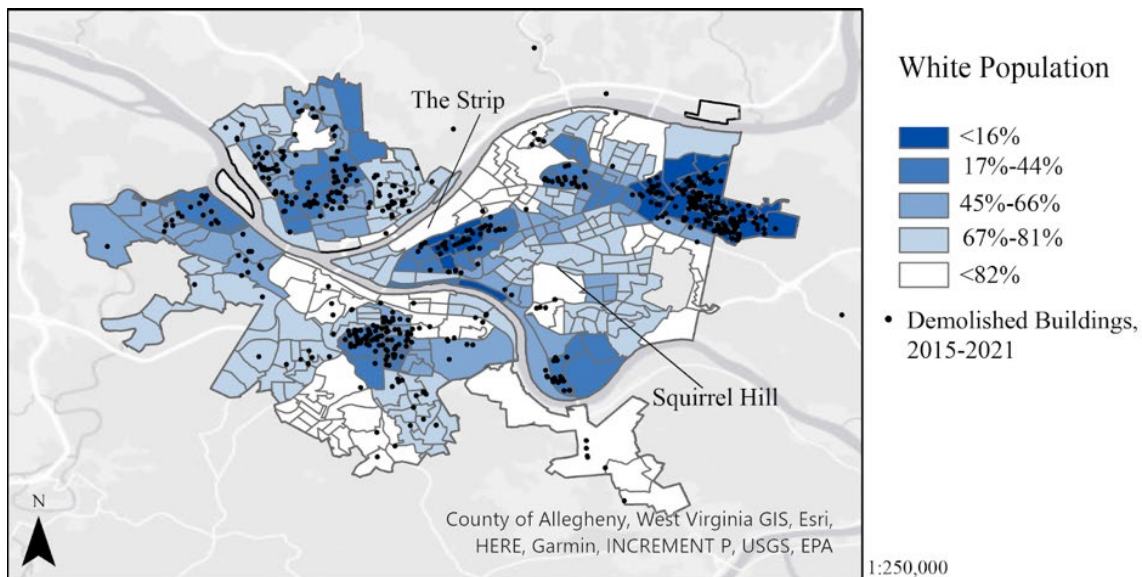 The Strip
Squirrel Hill
N
County of Allegheny, West Virginia GIS, Esri,
HERE, Garmin, INCREMENT P, USGS, EPA
White Population
<16%
17%-44%
45%-66%
67%-81%
<82%
• Demolished Buildings,
2015-2021
1:250,000